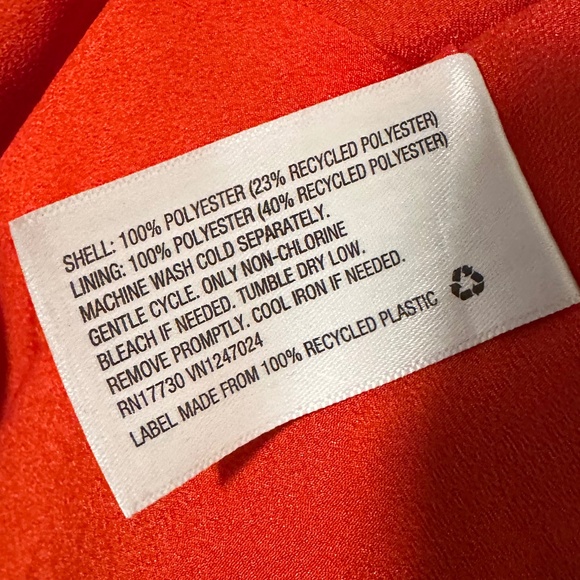 SHELL: 100% POLYESTER (23% RECYCLED POLYESTER)
LINING: 100% POLYESTER (40% RECYCLED POLYESTER)
MACHINE WASH COLD SEPARATELY.
GENTLE CYCLE. ONLY NON-CHLORINE
BLEACH IF NEEDED. TUMBLE DRY LOW.
REMOVE PROMPTLY. COOL IRON IF NEEDED.
RN17730 VN1247024
LABEL MADE FROM 100% RECYCLED PLASTIC